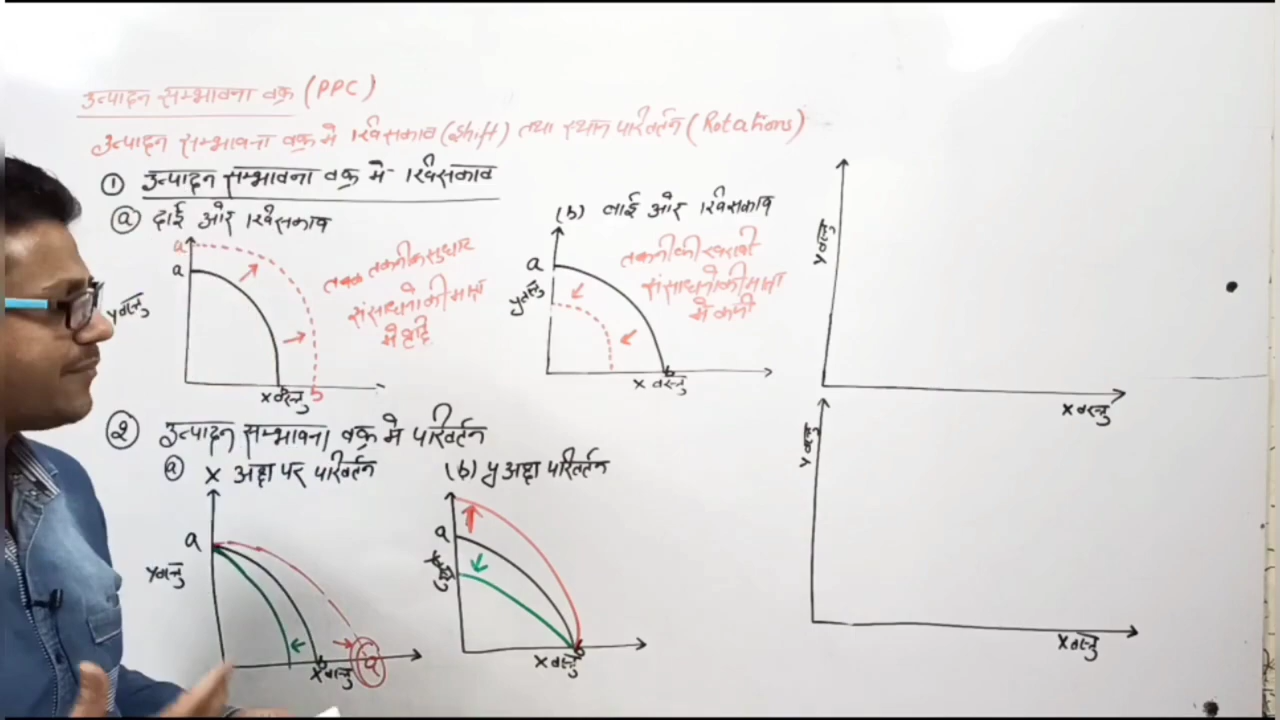 उत्पादन सम्भावना वक्र (PPC)
उत्पादन सम्भावना वक्र मे खिसकाव (Shift) तथा स्थान परिवर्तन (Rotations)
① उत्पादन सम्भावना वक्र मे खिसकाव
ⓐ दाई और खिसकाव
(b) बाई और खिसकाव
a
a
y वस्तु
तकनीक सुधार
संसाधनो की मात्रा
मे वृद्धि
b
b
X वस्तु
a
y वस्तु
तकनीकी खराबी
संसाधनो की मात्रा
मे कमी
b
X वस्तु
② उत्पादन सम्भावना वक्र मे परिवर्तन
ⓐ X अक्ष पर परिवर्तन
(b) y अक्ष परिवर्तन
a
y वस्तु
b
X वस्तु
a
a
b
X वस्तु
y वस्तु
X वस्तु
y वस्तु
X वस्तु